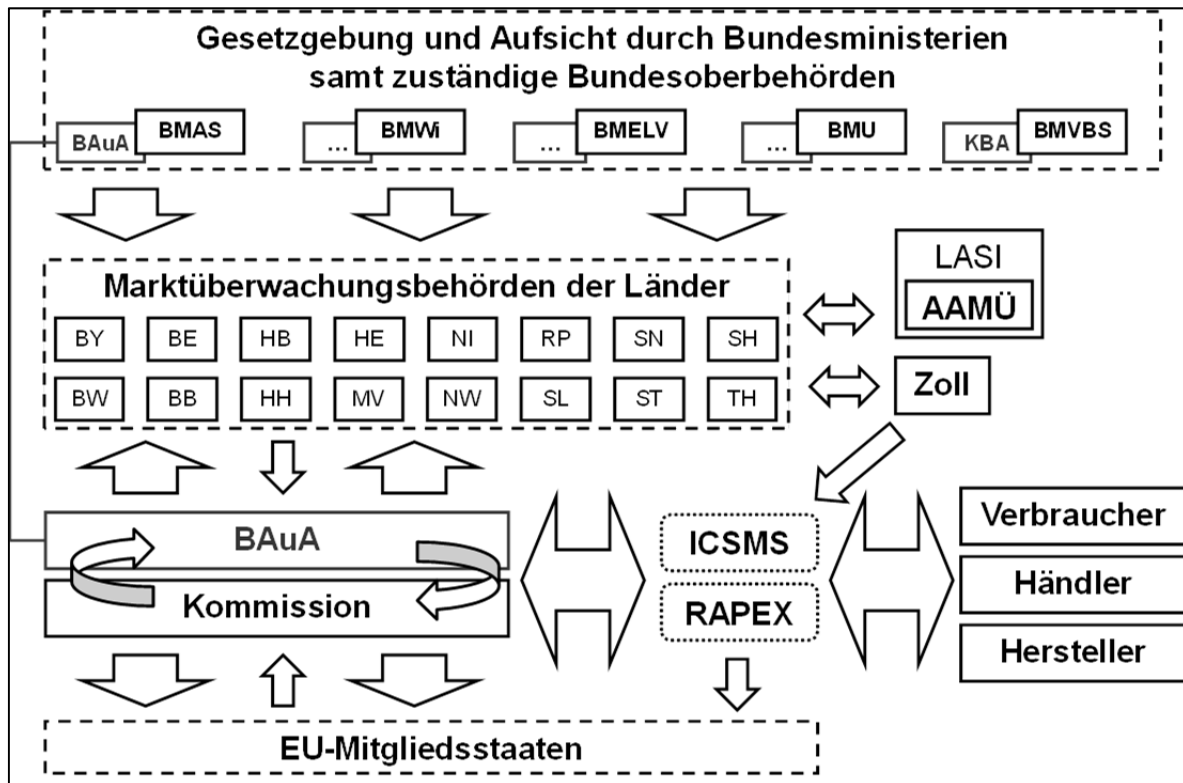 Gesetzgebung und Aufsicht durch Bundesministerien
samt zuständige Bundesoberbehörden
BAuA BMAS ... BMWi ... BMELV ... BMU KBA BMVBS
Marktüberwachungsbehörden der Länder
BY BE HB HE NI RP SN SH
BW BB HH MV NW SL ST TH
LASI
AAMÜ
Zoll
BAuA
Kommission
ICSMS
RAPEX
Verbraucher
Händler
Hersteller
EU-Mitgliedsstaaten